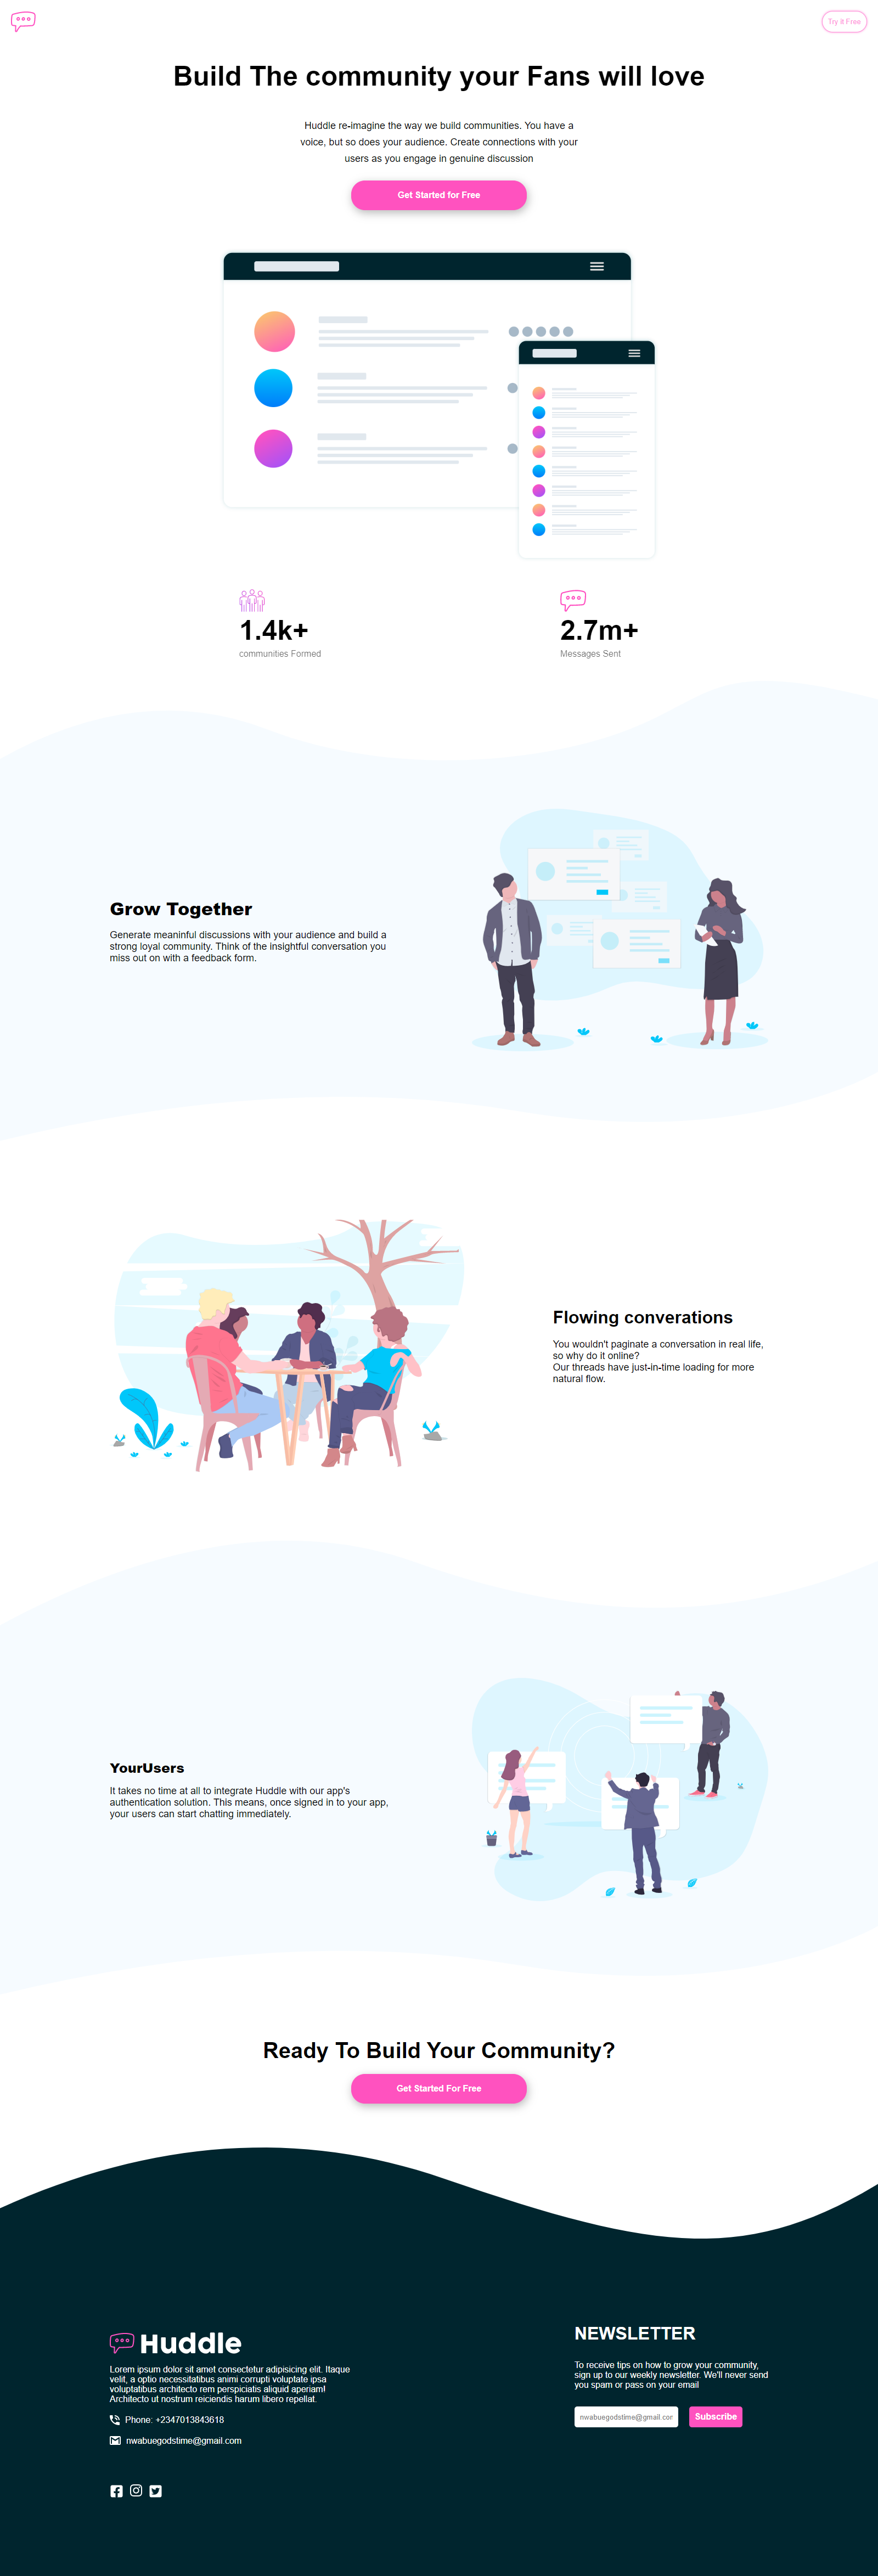 Try It Free
Build The community your Fans will love
Huddle re-imagine the way we build communities. You have a
voice, but so does your audience. Create connections with your
users as you engage in genuine discussion
Get Started for Free
1.4k+
communities Formed
2.7m+
Messages Sent
Grow Together
Generate meaninful discussions with your audience and build a
strong loyal community. Think of the insightful conversation you
miss out on with a feedback form.
Flowing converations
You wouldn't paginate a conversation in real life,
so why do it online?
Our threads have just-in-time loading for more
natural flow.
YourUsers
It takes no time at all to integrate Huddle with our app's
authentication solution. This means, once signed in to your app,
your users can start chatting immediately.
Ready To Build Your Community?
Get Started For Free
Huddle
Lorem ipsum dolor sit amet consectetur adipisicing elit. Itaque
velit, a optio necessitatibus animi corrupti voluptate ipsa
voluptatibus architecto rem perspiciatis aliquid aperiam!
Architecto ut nostrum reiciendis harum libero repellat.
Phone: +2347013843618
nwabuegodstime@gmail.com
NEWSLETTER
To receive tips on how to grow your community,
sign up to our weekly newsletter. We'll never send
you spam or pass on your email
nwabuegodstime@gmail.cor
Subscribe